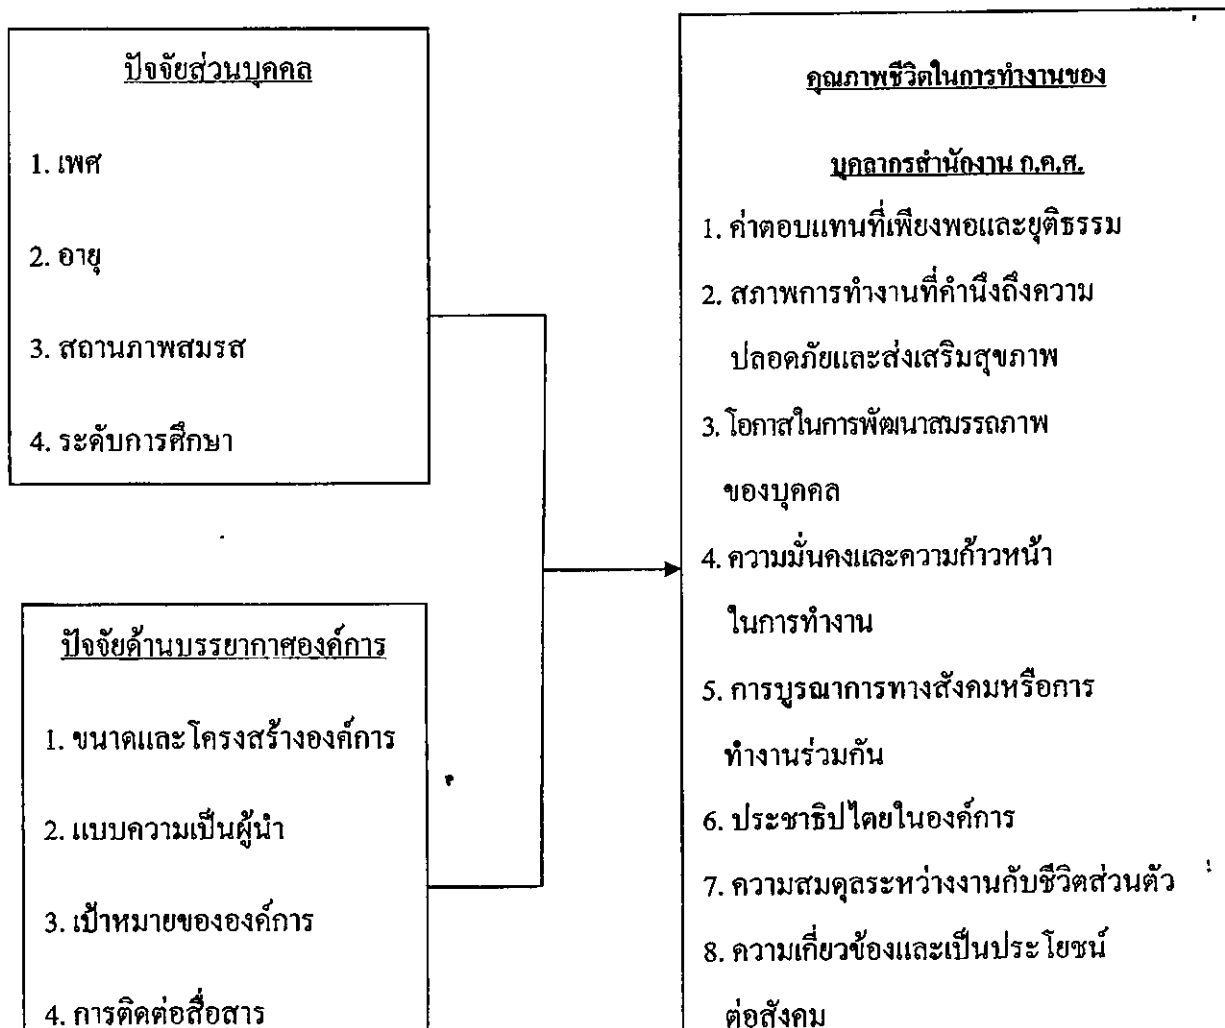 ปัจจัยส่วนบุคคล
1. เพศ
2. อายุ
3. สถานภาพสมรส
4. ระดับการศึกษา
ปัจจัยด้านบรรยากาศองค์การ
1. ขนาดและโครงสร้างองค์การ
2. แบบความเป็นผู้นำ
3. เป้าหมายขององค์การ
4. การติดต่อสื่อสาร
คุณภาพชีวิตในการทำงานของ
บุคลากรสำนักงาน ก.ค.ศ.
1. ค่าตอบแทนที่เพียงพอและยุติธรรม
2. สภาพการทำงานที่คำนึงถึงความ
ปลอดภัยและส่งเสริมสุขภาพ
3. โอกาสในการพัฒนาสมรรถภาพ
ของบุคคล
4. ความมั่นคงและความก้าวหน้า
ในการทำงาน
5. การบูรณาการทางสังคมหรือการ
ทำงานร่วมกัน
6. ประชาธิปไตยในองค์การ
7. ความสมดุลระหว่างงานกับชีวิตส่วนตัว
8. ความเกี่ยวข้องและเป็นประโยชน์
ต่อสังคม